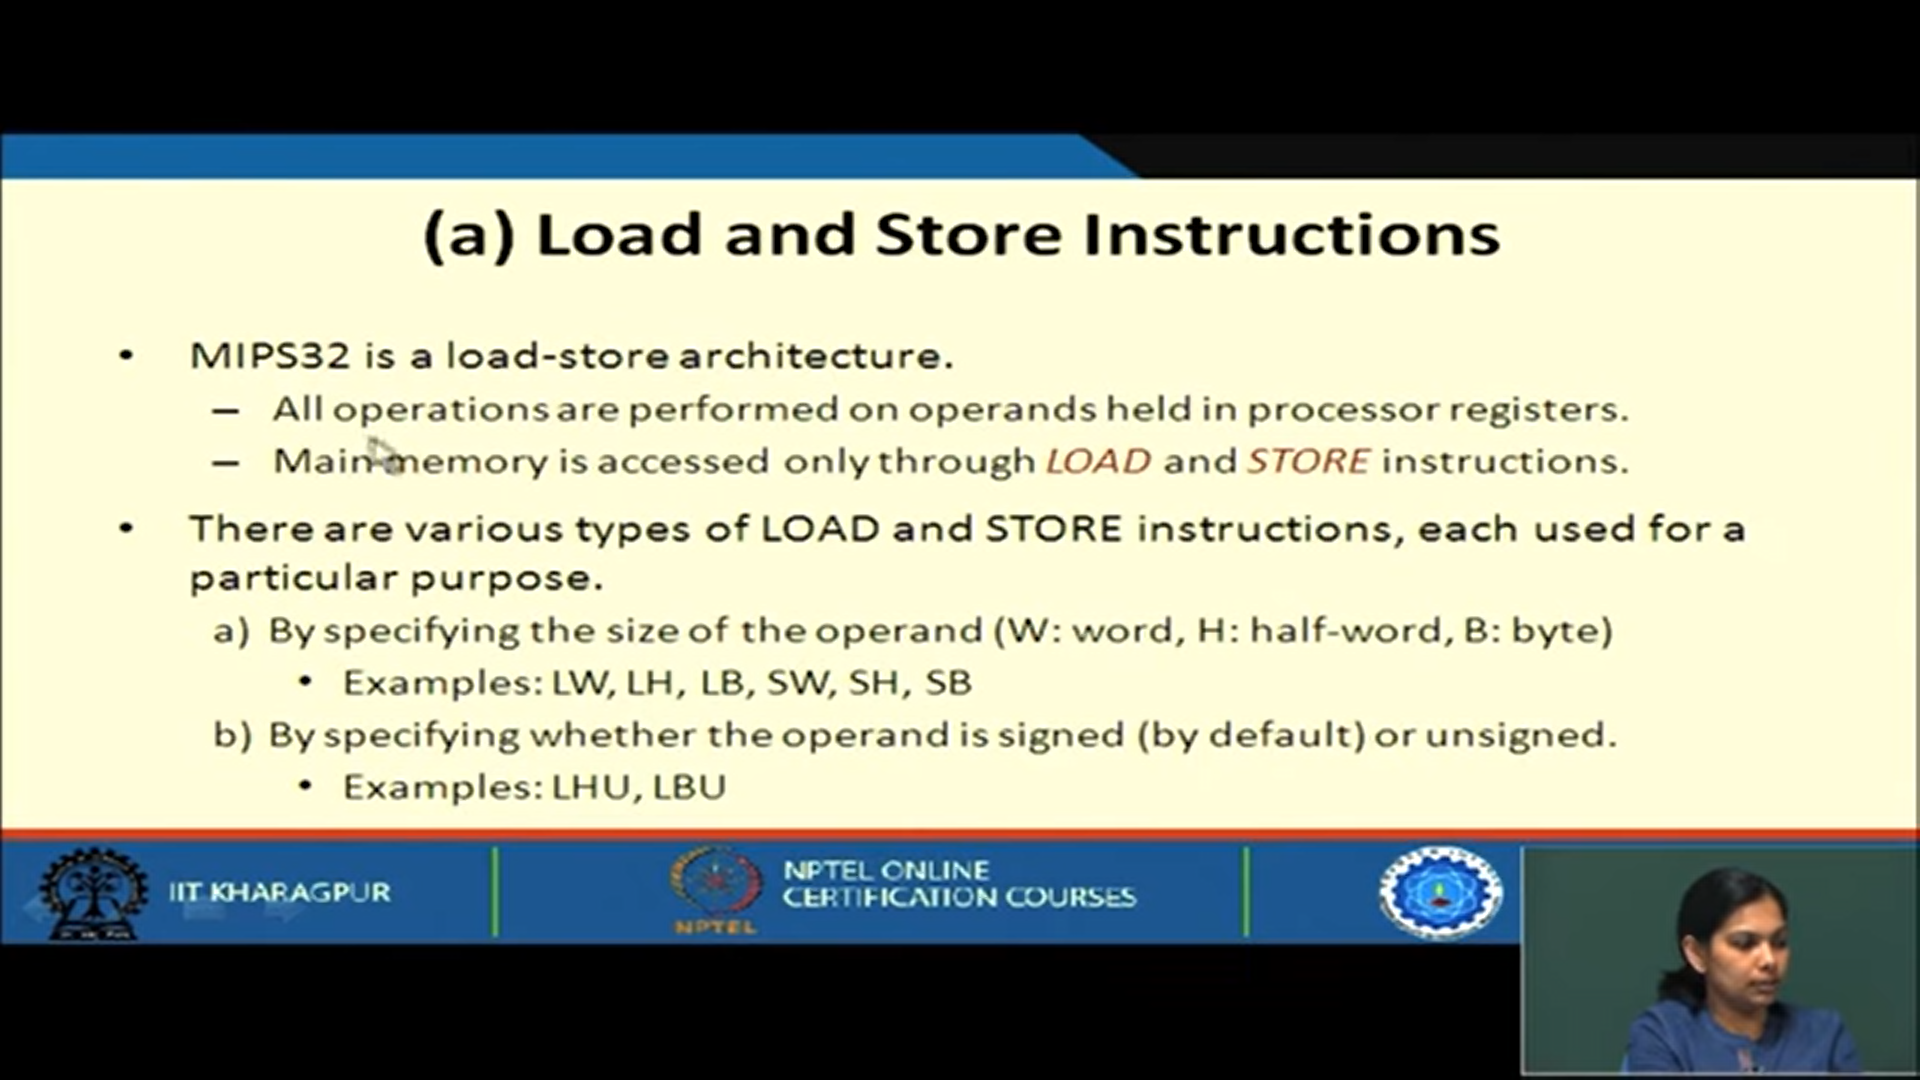 (a) Load and Store Instructions
• MIPS32 is a load-store architecture.
– All operations are performed on operands held in processor registers.
– Main memory is accessed only through LOAD and STORE instructions.
• There are various types of LOAD and STORE instructions, each used for a
particular purpose.
a) By specifying the size of the operand (W: word, H: half-word, B: byte)
• Examples: LW, LH, LB, SW, SH, SB
b) By specifying whether the operand is signed (by default) or unsigned.
• Examples: LHU, LBU
IIT KHARAGPUR
NPTEL
NPTEL ONLINE
CERTIFICATION COURSES